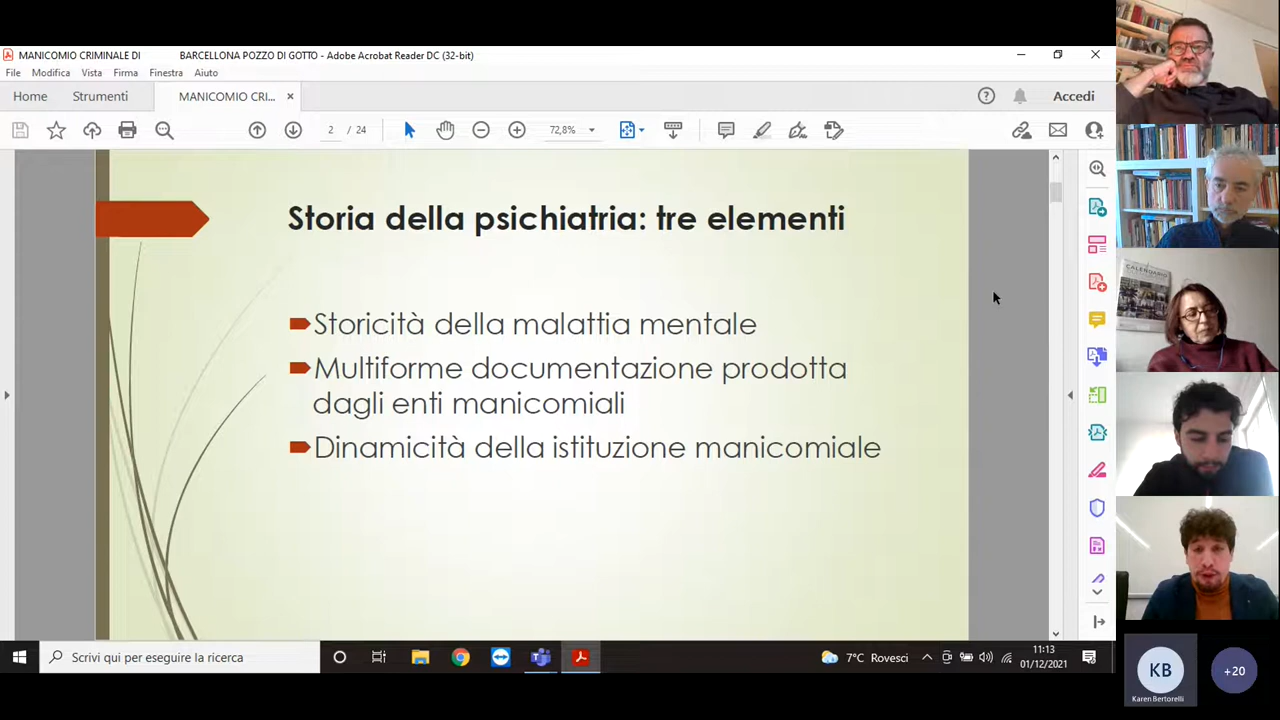 MANICOMIO CRIMINALE DI BARCELLONA POZZO DI GOTTO - Adobe Acrobat Reader DC (32-bit)
File Modifica Vista Firma Finestra Aiuto
Home Strumenti MANICOMIO CRI... × Accedi
2 / 24 72,8%
Storia della psichiatria: tre elementi
Storicità della malattia mentale
Multiforme documentazione prodotta
dagli enti manicomiali
Dinamicità della istituzione manicomiale
CALENDARIO
Scrivi qui per eseguire la ricerca
7°C Rovesci
11:13
01/12/2021
KB
Karen Bertorelli
+20